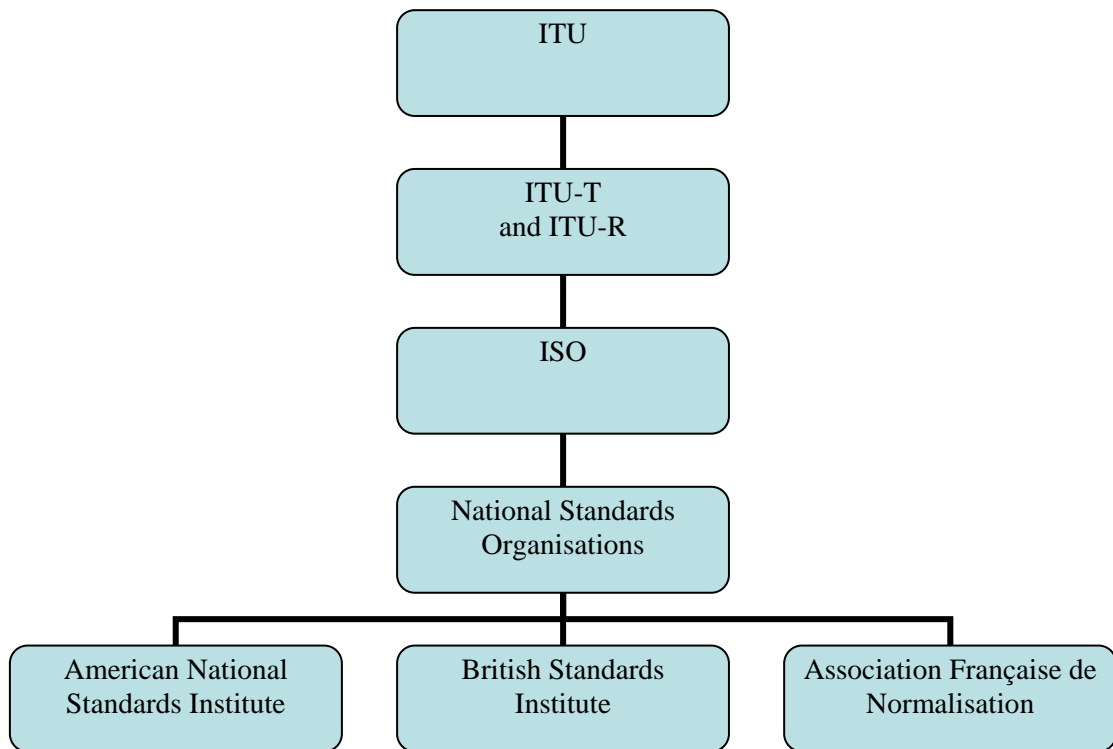 ITU
ITU-T
and ITU-R
ISO
National Standards
Organisations
American National
Standards Institute
British Standards
Institute
Association Française de
Normalisation